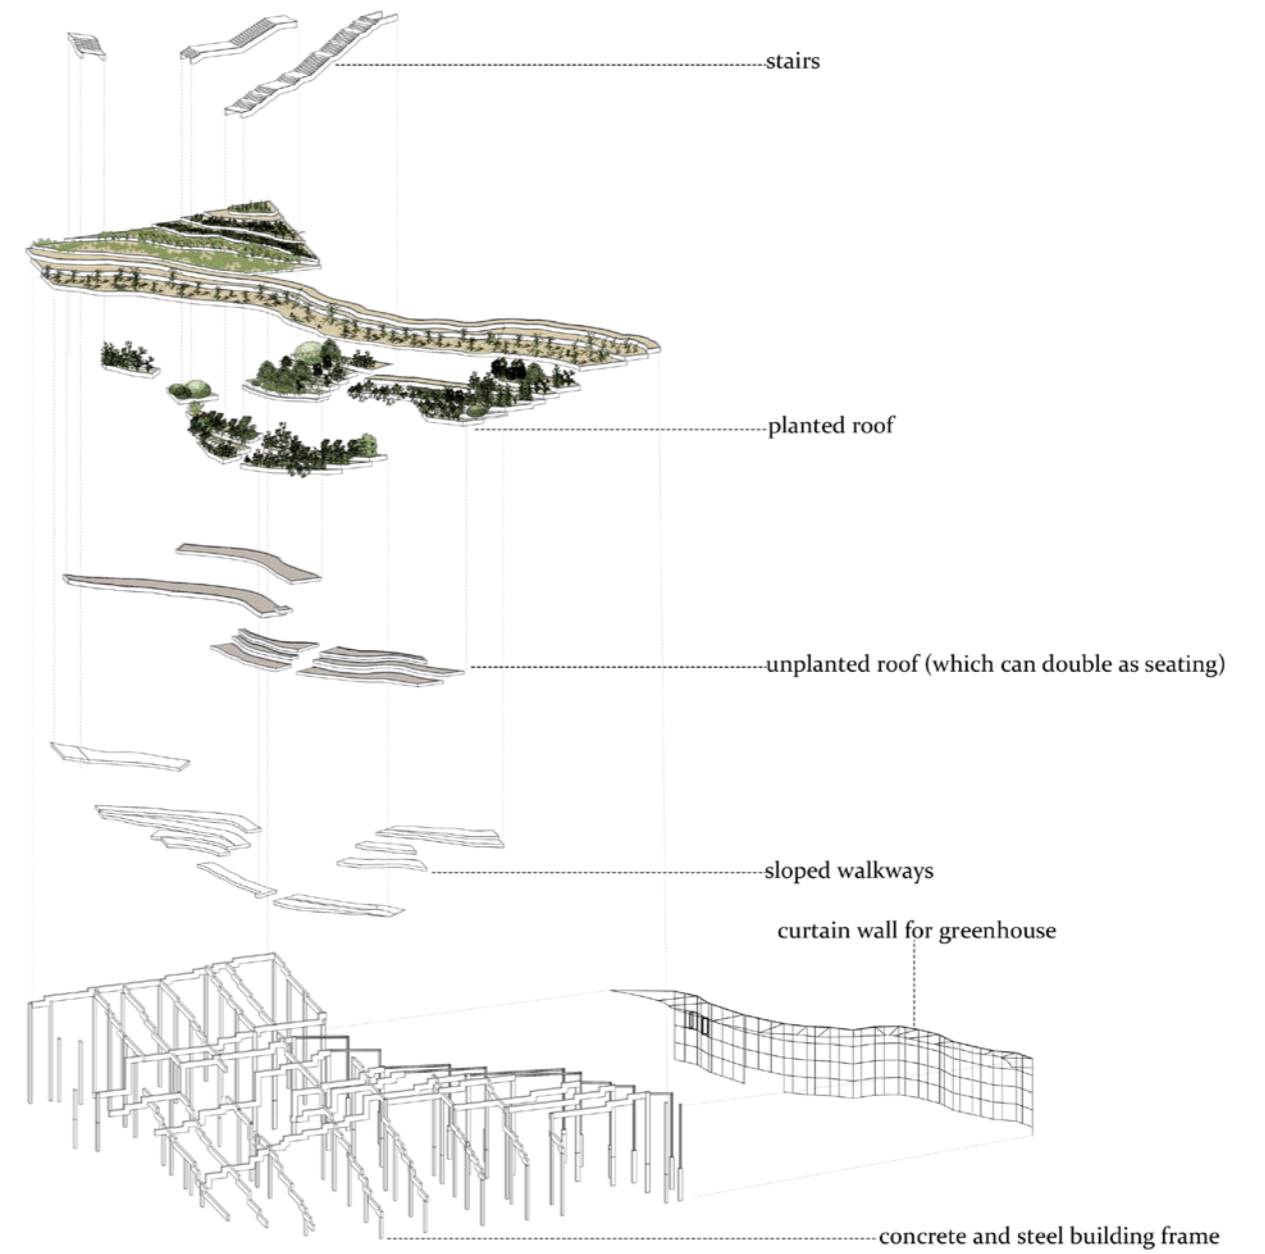 stairs
planted roof
unplanted roof (which can double as seating)
sloped walkways
curtain wall for greenhouse
concrete and steel building frame